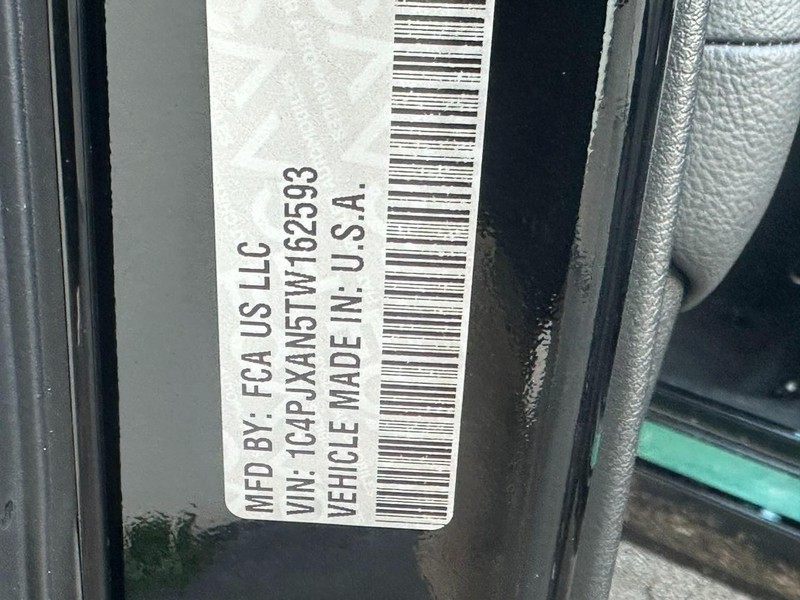 MFD BY: FCA US LLC
VIN: 1C4PJXAN5TW162593
VEHICLE MADE IN: U.S.A.